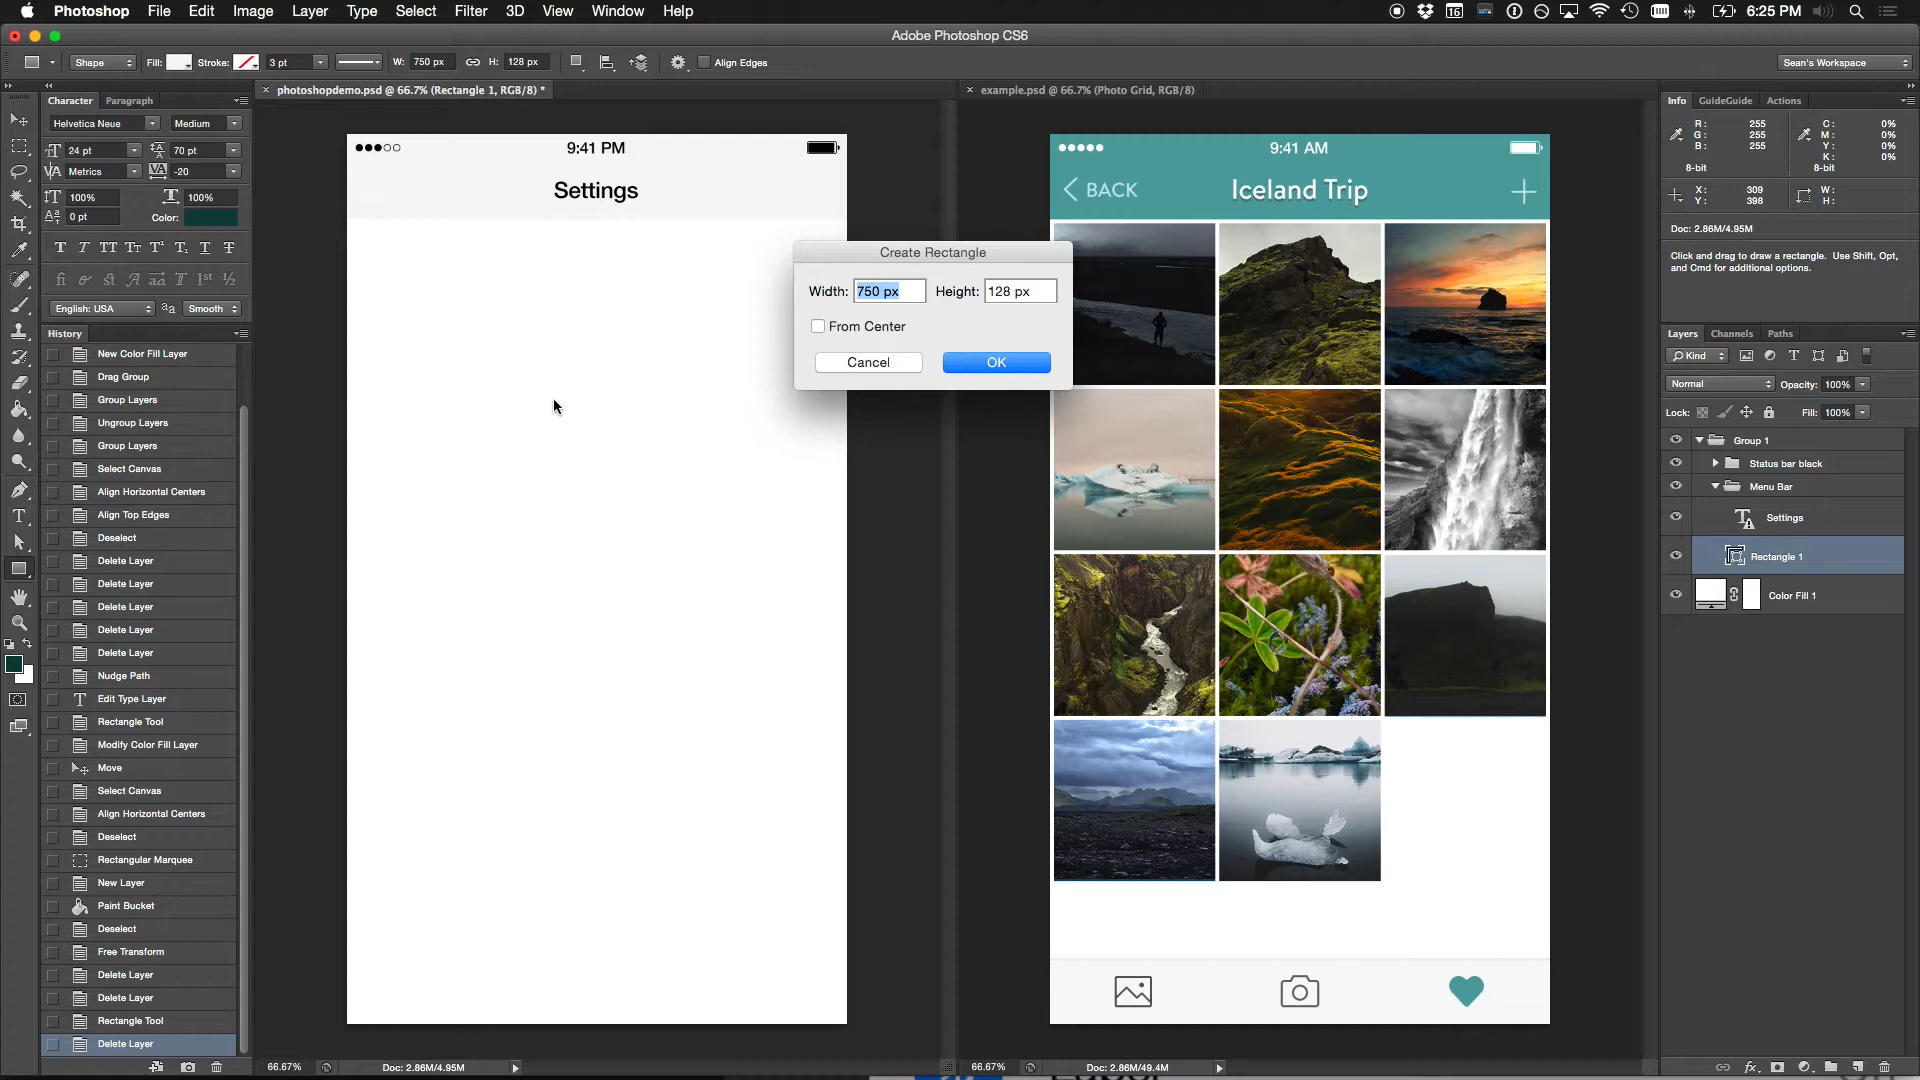 Photoshop File Edit Image Layer Type Select Filter 3D View Window Help 16 6:25 PM
Adobe Photoshop CS6
Shape Fill: Stroke: 3 pt W: 750 px H: 128 px Align Edges Sean's Workspace
photoshopdemo.psd @ 66.7% (Rectangle 1, RGB/8) *
example.psd @ 66.7% (Photo Grid, RGB/8)
Character Paragraph
Helvetica Neue Medium
24 pt 70 pt
Metrics -20
100% 100%
0 pt Color:
English: USA Smooth
History
New Color Fill Layer
Drag Group
Group Layers
Ungroup Layers
Group Layers
Select Canvas
Align Horizontal Centers
Align Top Edges
Deselect
Delete Layer
Delete Layer
Delete Layer
Delete Layer
Delete Layer
Nudge Path
Edit Type Layer
Rectangle Tool
Modify Color Fill Layer
Move
Select Canvas
Align Horizontal Centers
Deselect
Rectangular Marquee
New Layer
Paint Bucket
Deselect
Free Transform
Delete Layer
Delete Layer
Rectangle Tool
Delete Layer
9:41 PM
Settings
Create Rectangle
Width: 750 px Height: 128 px
From Center
Cancel OK
9:41 AM
BACK Iceland Trip
66.67% Doc: 2.86M/4.95M
66.67% Doc: 2.86M/49.4M
Info GuideGuide Actions
R: 255 C: 0%
G: 255 M: 0%
B: 255 Y: 0%
K: 0%
8-bit 8-bit
X: 309 W:
Y: 398 H:
Doc: 2.86M/4.95M
Click and drag to draw a rectangle. Use Shift, Opt,
and Cmd for additional options.
Layers Channels Paths
Kind
Normal Opacity: 100%
Lock: Fill: 100%
Group 1
Status bar black
Menu Bar
Settings
Rectangle 1
Color Fill 1